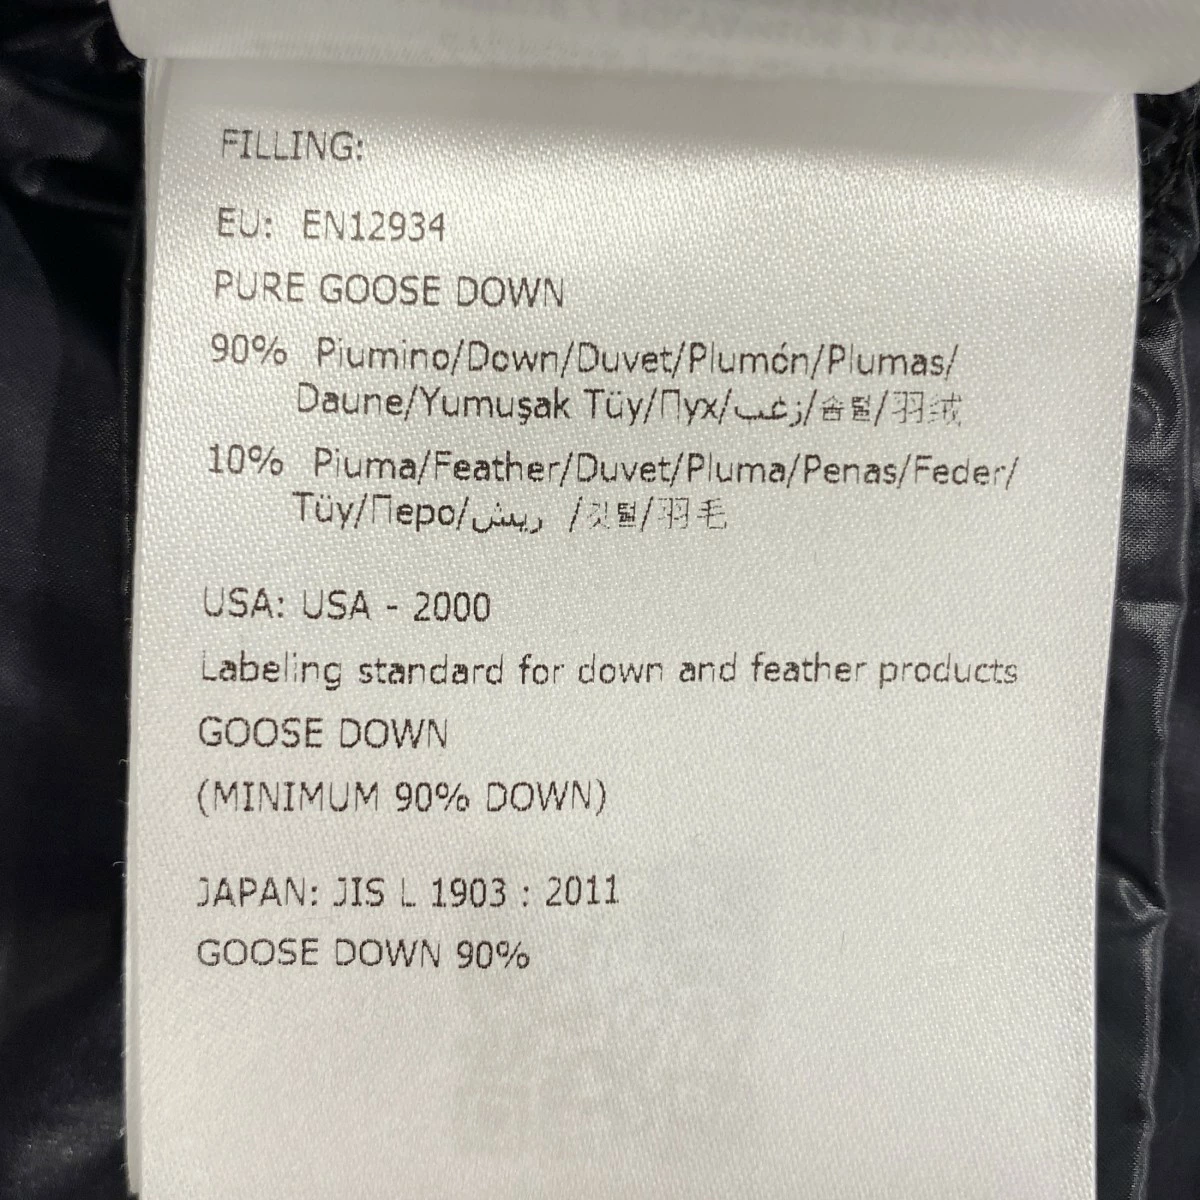 FILLING:
EU: EN12934
PURE GOOSE DOWN
90% Piumino/Down/Duvet/Plumón/Plumas/
Daune/Yumuşak Tüy/Пух/زغب/솜털/羽绒
10% Piuma/Feather/Duvet/Pluma/Penas/Feder/
Tüy/Перо/ريش /깃털/羽毛
USA: USA - 2000
Labeling standard for down and feather products
GOOSE DOWN
(MINIMUM 90% DOWN)
JAPAN: JIS L 1903 : 2011
GOOSE DOWN 90%